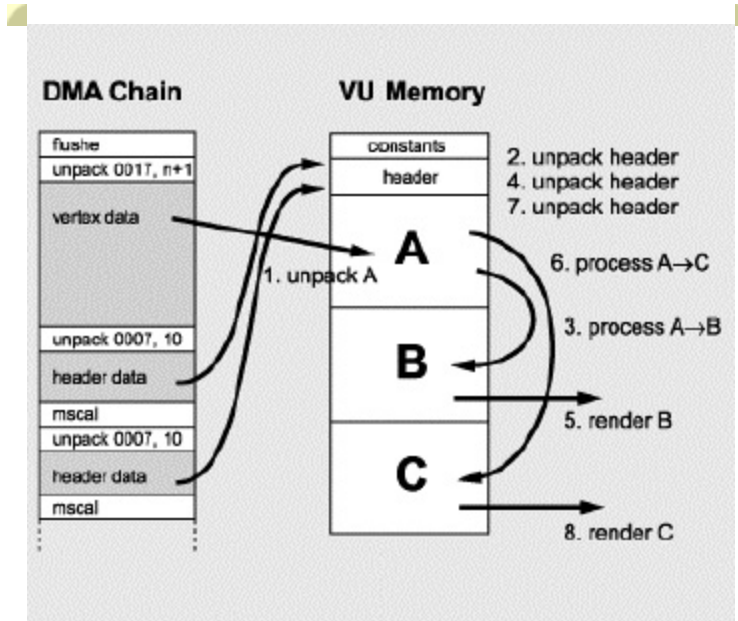 DMA Chain
flushe
unpack 0017, n+1
vertex data
unpack 0007, 10
header data
mscal
unpack 0007, 10
header data
mscal
VU Memory
constants
header
A
B
C
1. unpack A
2. unpack header
4. unpack header
7. unpack header
6. process A→C
3. process A→B
5. render B
8. render C